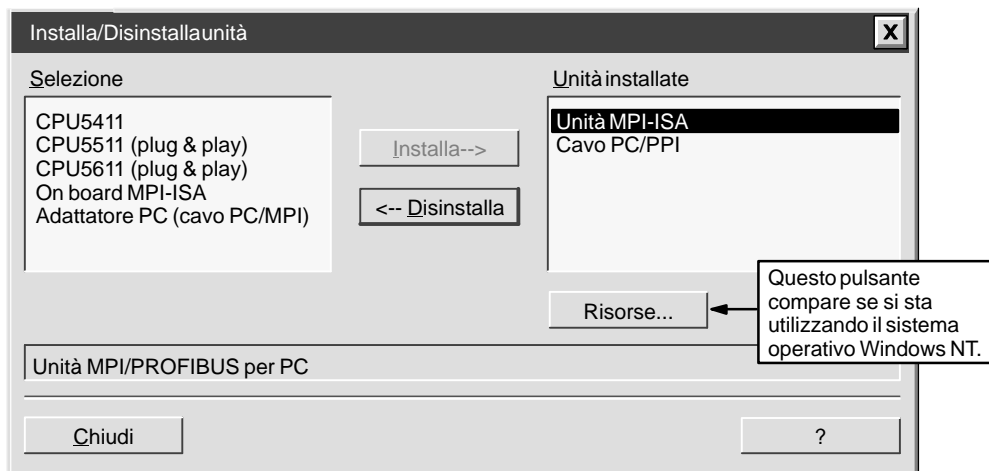 Installa/Disinstallaunità
X
Selezione
Unità installate
CPU5411
CPU5511 (plug & play)
CPU5611 (plug & play)
On board MPI-ISA
Adattatore PC (cavo PC/MPI)
Installa-->
<-- Disinstalla
Unità MPI-ISA
Cavo PC/PPI
Risorse...
Questo pulsante
compare se si sta
utilizzando il sistema
operativo Windows NT.
Unità MPI/PROFIBUS per PC
Chiudi
?